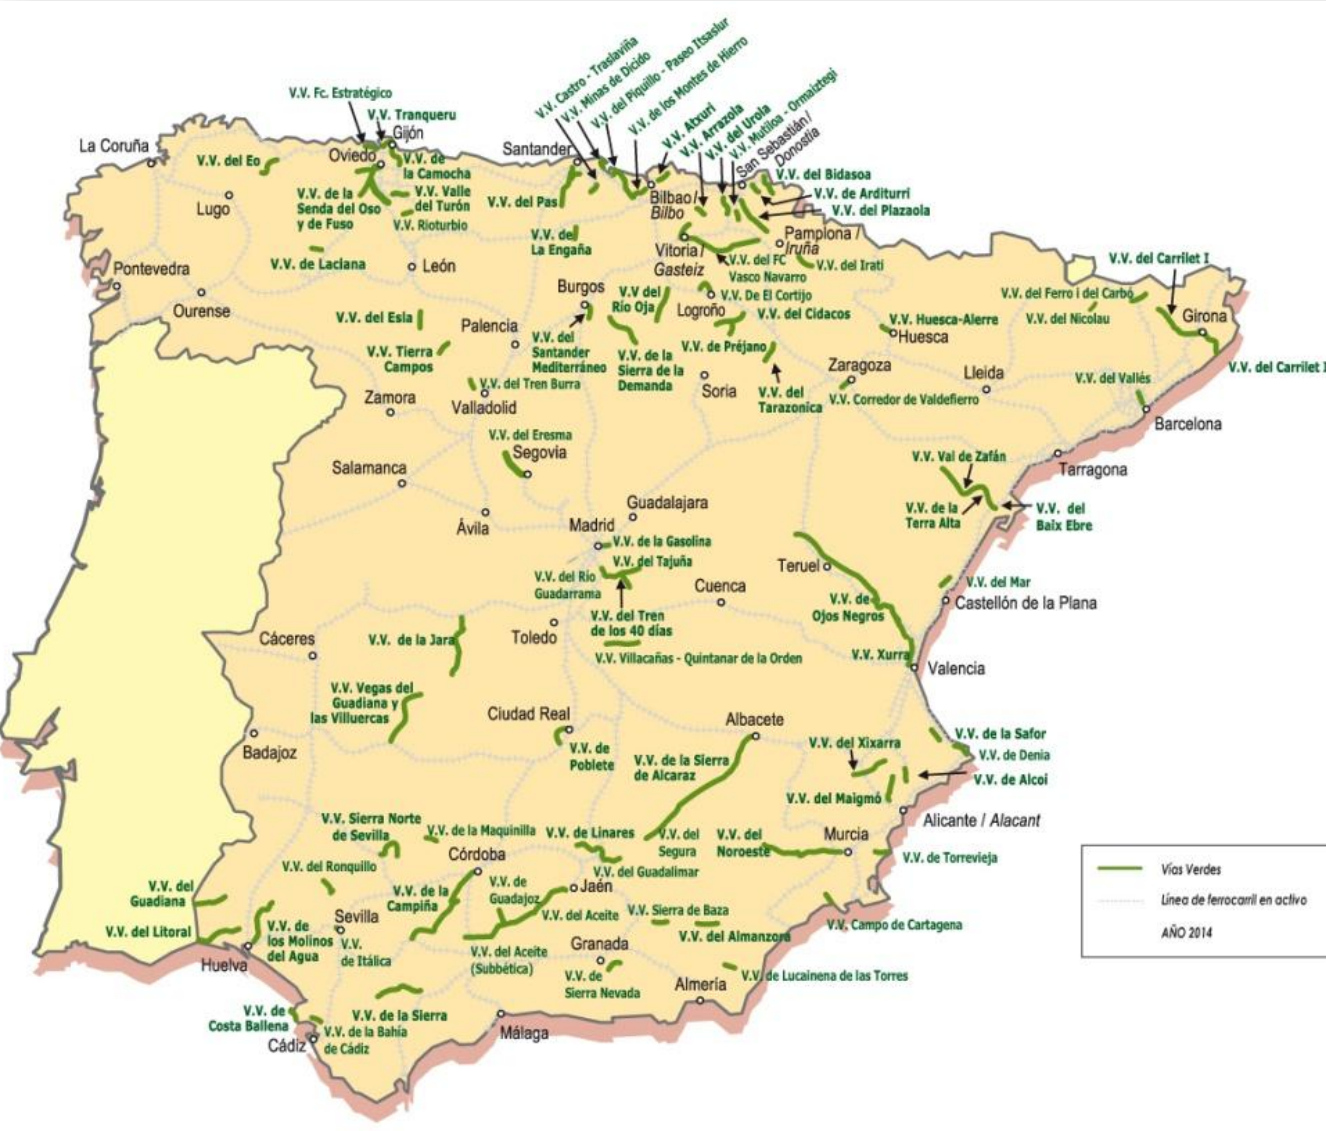 V.V. Castro - Traslaviña
V.V. Minas de Dícido
V.V. del Piquillo - Paseo Itsaslur
V.V. de los Montes de Hierro
V.V. Atxuri
V.V. Arrazola
V.V. del Urola
V.V. Mutiloa - Ormaiztegi
San Sebastián/
Donostia
V.V. Fc. Estratégico
V.V. Tranqueru
Gijón
La Coruña
V.V. del Eo
Oviedo
V.V. de
la Camocha
Santander
V.V. del Bidasoa
V.V. de Arditurri
V.V. del Plazaola
Lugo
V.V. de la
Senda del Oso
y de Fuso
V.V. Valle
del Turón
V.V. Rioturbio
V.V. del Pas
Bilbao/
Bilbo
V.V. de
La Engaña
Vitoria/
Gasteiz
Pamplona /
Iruña
V.V. del FC
Vasco Navarro
V.V. del Irati
V.V. de Laciana
León
Pontevedra
Ourense
V.V. del Carrilet I
V.V. del Ferro i del Carbó
V.V. del Nicolau
Girona
Burgos
V.V del
Río Oja
Logroño
V.V. De El Cortijo
V.V. del Cidacos
V.V. del Esla
Palencia
V.V. Tierra
Campos
V.V. del
Santander
Mediterráneo
V.V. de la
Sierra de la
Demanda
V.V. de Préjano
V.V. Huesca-Alerre
Huesca
V.V. del Carrilet I
V.V. del Tren Burra
Zamora
Valladolid
Soria
V.V. del
Tarazonica
Zaragoza
V.V. Corredor de Valdefierro
Lleida
V.V. del Vallés
Barcelona
V.V. del Eresma
Segovia
Salamanca
Ávila
V.V. Val de Zafán
Tarragona
V.V. de la
Terra Alta
V.V. del
Baix Ebre
Guadalajara
Madrid
V.V. de la Gasolina
V.V. del Tajuña
V.V. del Río
Guadarrama
Cuenca
Teruel
V.V. de
Ojos Negros
V.V. del Mar
Castellón de la Plana
V.V. del Tren
de los 40 días
Toledo
V.V. Villacañas - Quintanar de la Orden
V.V. Xurra
Valencia
Cáceres
V.V. de la Jara
V.V. Vegas del
Guadiana y
las Villuercas
Badajoz
Ciudad Real
V.V. de
Poblete
Albacete
V.V. de la Sierra
de Alcaraz
V.V. del Xixarra
V.V. de la Safor
V.V. de Denia
V.V. de Alcoi
V.V. del Maigmó
Alicante / Alacant
V.V. Sierra Norte
de Sevilla
V.V. de la Maquinilla
V.V. de Linares
V.V. del
Segura
V.V. del
Noroeste
Murcia
V.V. de Torrevieja
V.V. del Ronquillo
Córdoba
V.V. del Guadalimar
Jaén
V.V. del
Guadiana
V.V. de la
Campiña
V.V. de
Guadajoz
V.V. del Aceite
V.V. Sierra de Baza
V.V. del Almanzora
V.V. Campo de Cartagena
V.V. del Litoral
Huelva
V.V. de
los Molinos
del Agua
Sevilla
V.V.
de Itálica
V.V. del Aceite
(Subbética)
Granada
V.V. de
Sierra Nevada
Almería
V.V. de Lucainena de las Torres
V.V. de
Costa Ballena
Cádiz
V.V. de la Sierra
V.V. de la Bahía
de Cádiz
Málaga
Vías Verdes
Línea de ferrocarril en activo
AÑO 2014